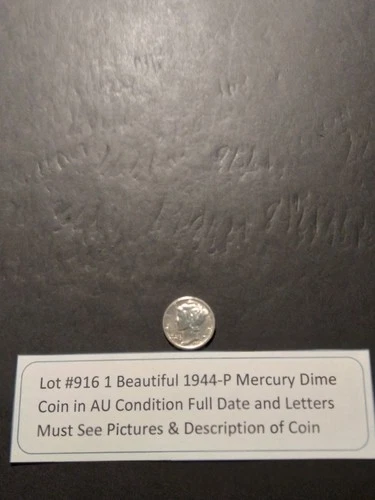 Lot #916 1 Beautiful 1944-P Mercury Dime
Coin in AU Condition Full Date and Letters
Must See Pictures & Description of Coin